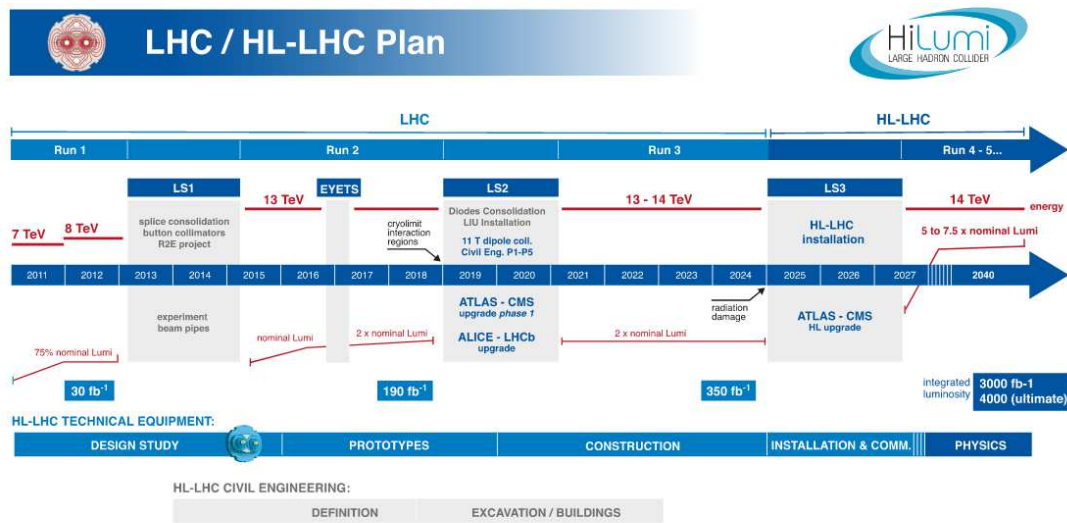 LHC / HL-LHC Plan
HiLumi
LARGE HADRON COLLIDER
LHC
HL-LHC
Run 1
Run 2
Run 3
Run 4 - 5...
LS1
EYETS
LS2
LS3
7 TeV
8 TeV
splice consolidation
button collimators
R2E project
13 TeV
cryolimit
interaction
regions
Diodes Consolidation
LIU Installation
11 T dipole coll.
Civil Eng. P1-P5
13 - 14 TeV
HL-LHC
installation
14 TeV
energy
5 to 7.5 x nominal Lumi
2011 2012 2013 2014 2015 2016 2017 2018 2019 2020 2021 2022 2023 2024 2025 2026 2027 2040
75% nominal Lumi
experiment
beam pipes
nominal Lumi
2 x nominal Lumi
ATLAS - CMS
upgrade phase 1
ALICE - LHCb
upgrade
2 x nominal Lumi
radiation
damage
ATLAS - CMS
HL upgrade
30 fb-1
190 fb-1
350 fb-1
integrated
luminosity
3000 fb-1
4000 (ultimate)
HL-LHC TECHNICAL EQUIPMENT:
DESIGN STUDY
PROTOTYPES
CONSTRUCTION
INSTALLATION & COMM.
PHYSICS
HL-LHC CIVIL ENGINEERING:
DEFINITION
EXCAVATION / BUILDINGS